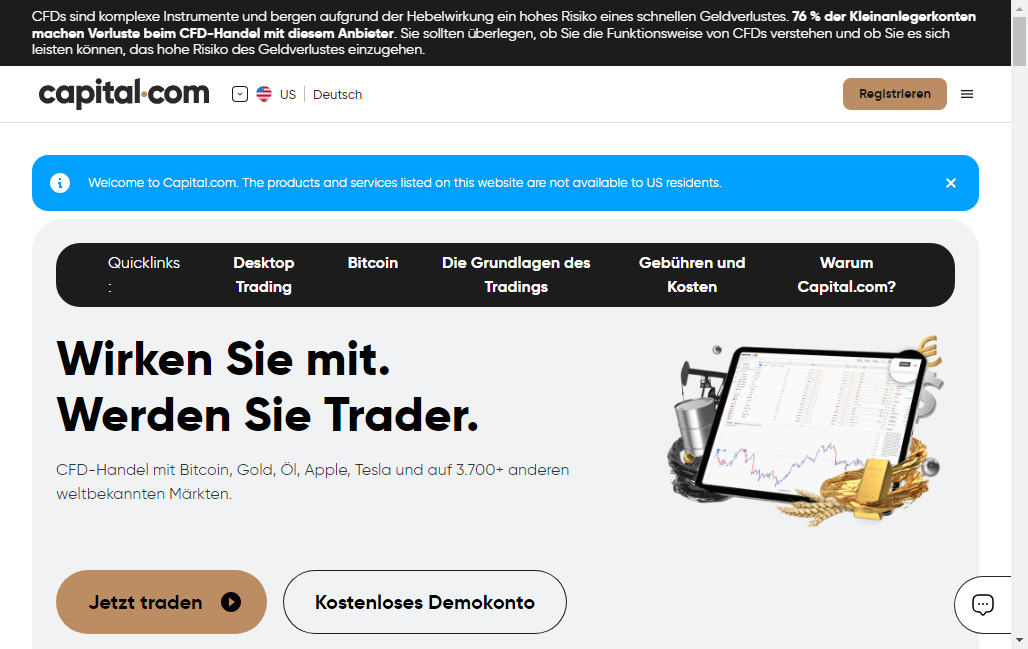 CFDs sind komplexe Instrumente und bergen aufgrund der Hebelwirkung ein hohes Risiko eines schnellen Geldverlustes. 76 % der Kleinanlegerkonten
machen Verluste beim CFD-Handel mit diesem Anbieter. Sie sollten überlegen, ob Sie die Funktionsweise von CFDs verstehen und ob Sie es sich
leisten können, das hohe Risiko des Geldverlustes einzugehen.
capital.com
US
Deutsch
Registrieren
Welcome to Capital.com. The products and services listed on this website are not available to US residents.
Quicklinks
:
Desktop
Trading
Bitcoin
Die Grundlagen des
Tradings
Gebühren und
Kosten
Warum
Capital.com?
Wirken Sie mit.
Werden Sie Trader.
CFD-Handel mit Bitcoin, Gold, Öl, Apple, Tesla und auf 3.700+ anderen
weltbekannten Märkten.
Jetzt traden
Kostenloses Demokonto